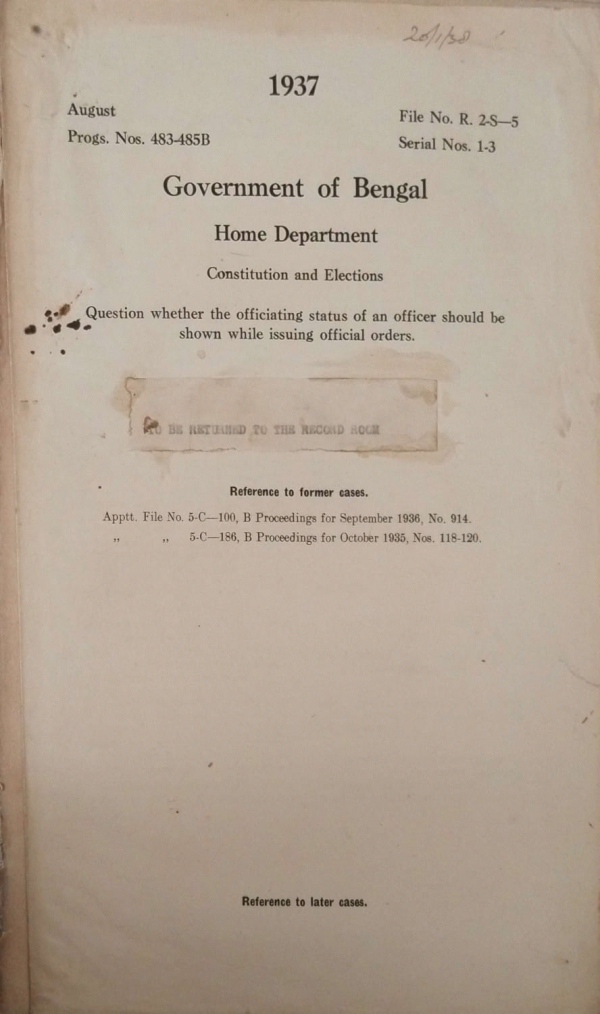 20/1/38
1937
August
File No. R. 2-S—5
Progs. Nos. 483-485B
Serial Nos. 1-3
Government of Bengal
Home Department
Constitution and Elections
Question whether the officiating status of an officer should be
shown while issuing official orders.
TO BE RETURNED TO THE RECORD ROOM
Reference to former cases.
Apptt. File No. 5-C—100, B Proceedings for September 1936, No. 914.
„ „ 5-C—186, B Proceedings for October 1935, Nos. 118-120.
Reference to later cases.